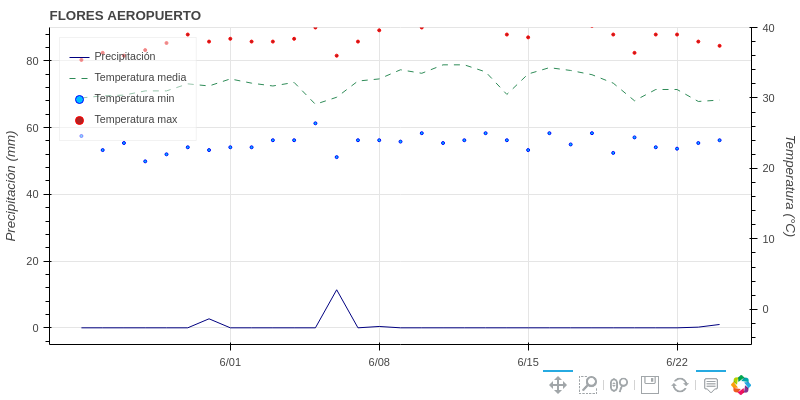 FLORES AEROPUERTO
Precipitación
Temperatura media
Temperatura min
Temperatura max
Precipitación (mm)
80
60
40
20
0
Temperatura (°C)
40
30
20
10
0
6/01 6/08 6/15 6/22